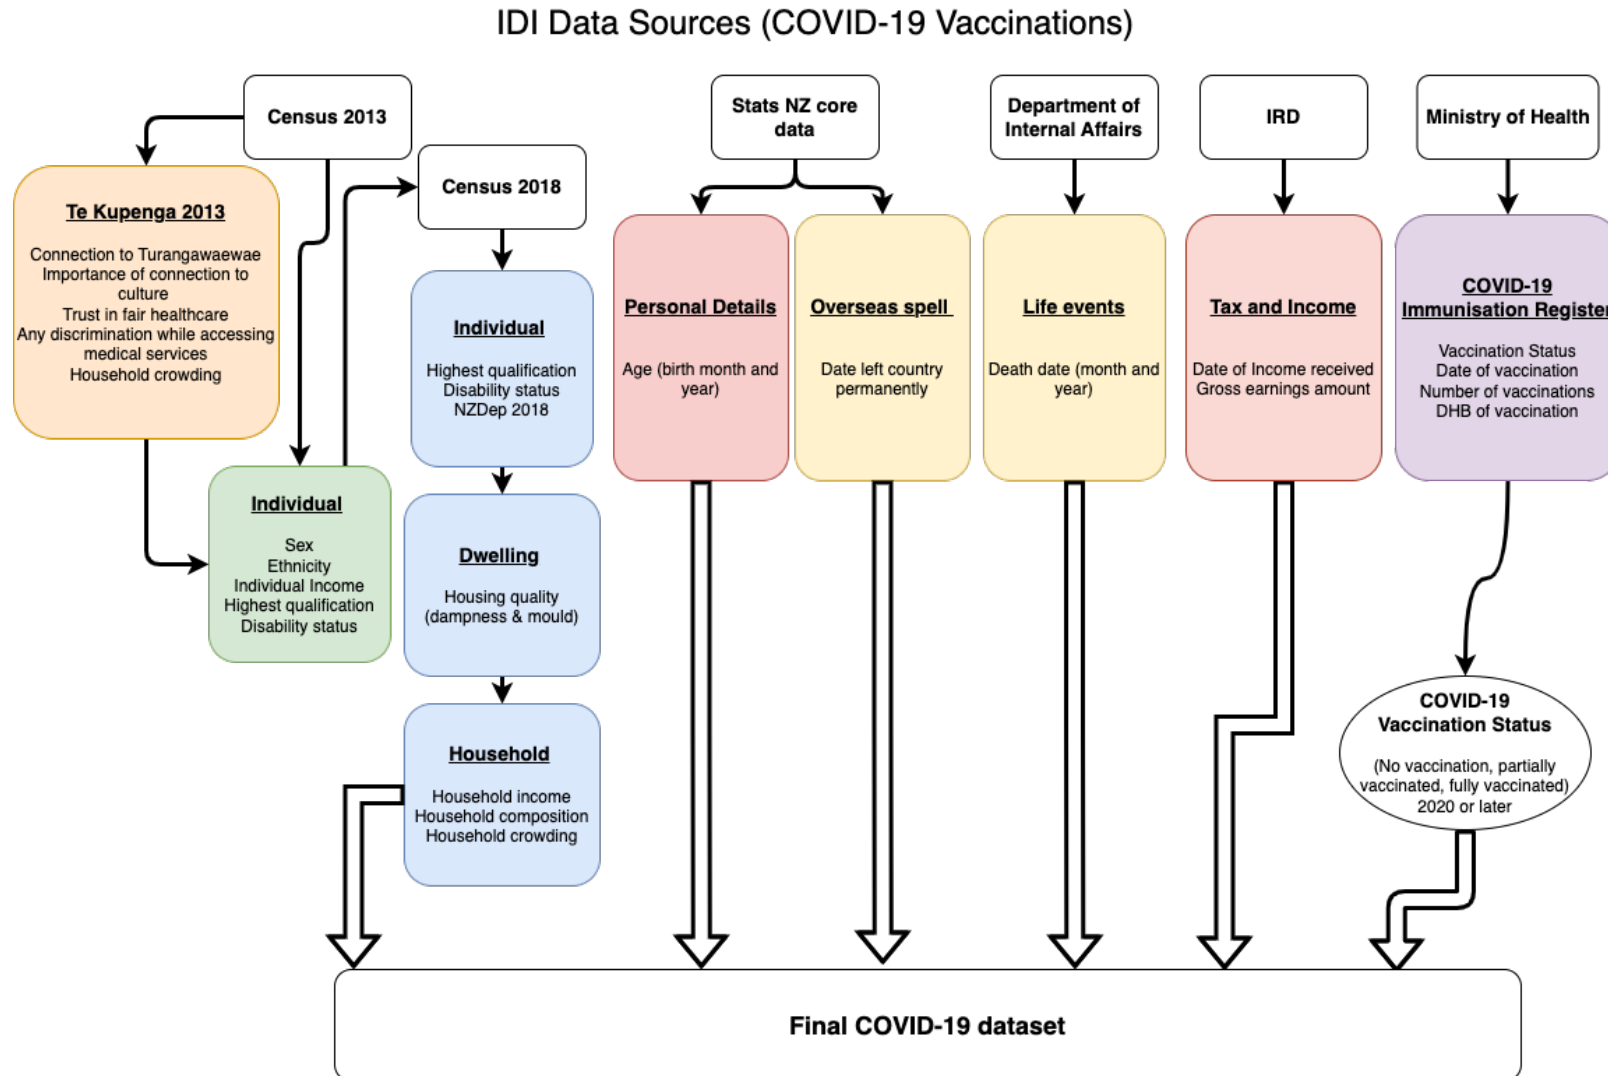 IDI Data Sources (COVID-19 Vaccinations)
Census 2013
Te Kupenga 2013
Connection to Turangawaewae
Importance of connection to
culture
Trust in fair healthcare
Any discrimination while accessing
medical services
Household crowding
Individual
Sex
Ethnicity
Individual Income
Highest qualification
Disability status
Census 2018
Individual
Highest qualification
Disability status
NZDep 2018
Dwelling
Housing quality
(dampness & mould)
Household
Household income
Household composition
Household crowding
Stats NZ core
data
Personal Details
Age (birth month and
year)
Overseas spell
Date left country
permanently
Department of
Internal Affairs
Life events
Death date (month and
year)
IRD
Tax and Income
Date of Income received
Gross earnings amount
Ministry of Health
COVID-19
Immunisation Register
Vaccination Status
Date of vaccination
Number of vaccinations
DHB of vaccination
COVID-19
Vaccination Status
(No vaccination, partially
vaccinated, fully vaccinated)
2020 or later
Final COVID-19 dataset